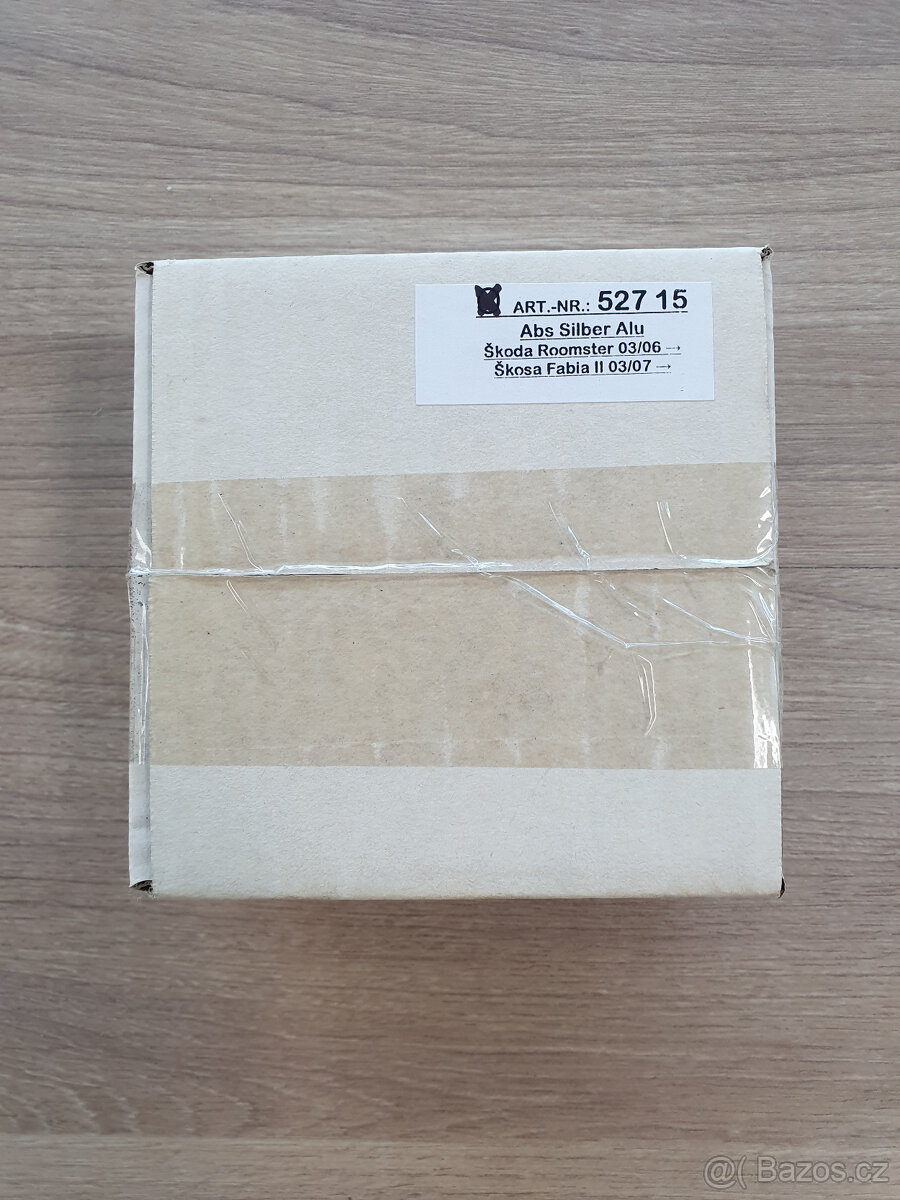 ART.-NR.: 527 15
Abs Silber Alu
Škoda Roomster 03/06 →
Škosa Fabia II 03/07 →
@( Bazos.cz